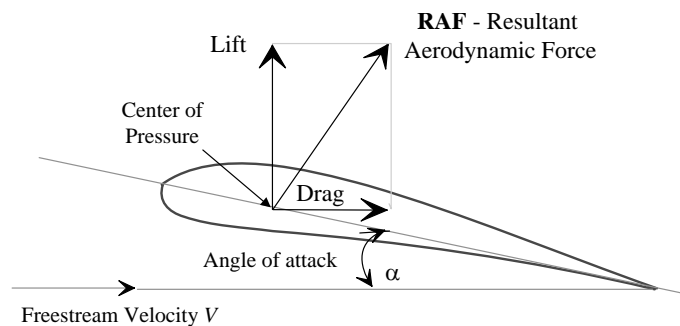 RAF - Resultant
Aerodynamic Force
Lift
Center of
Pressure
Drag
Angle of attack
α
Freestream Velocity V